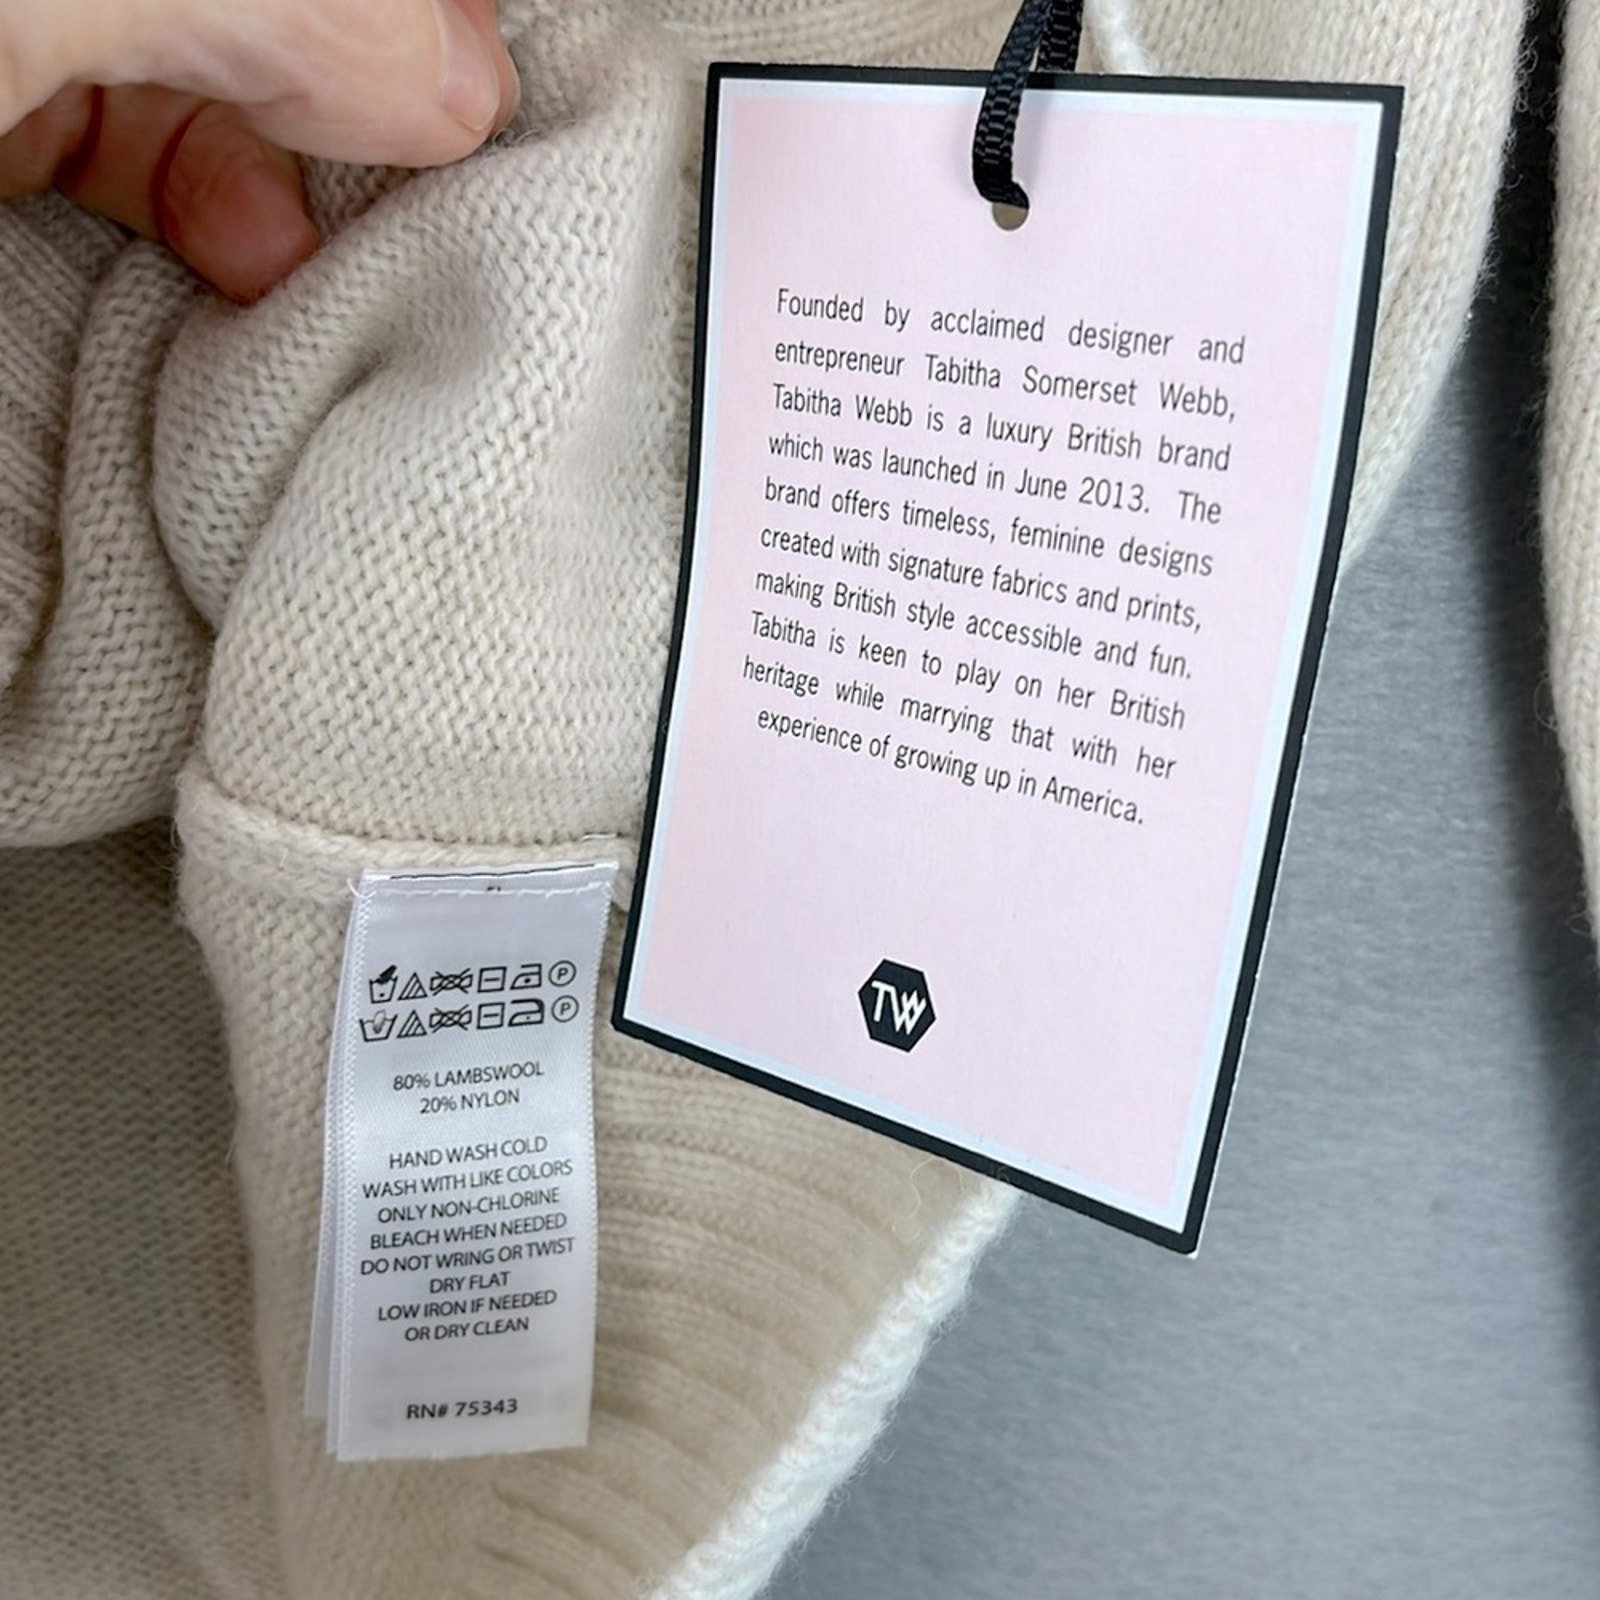 Founded by acclaimed designer and
entrepreneur Tabitha Somerset Webb,
Tabitha Webb is a luxury British brand
which was launched in June 2013. The
brand offers timeless, feminine designs
created with signature fabrics and prints,
making British style accessible and fun.
Tabitha is keen to play on her British
heritage while marrying that with her
experience of growing up in America.
TW
P
P
80% LAMBSWOOL
20% NYLON
HAND WASH COLD
WASH WITH LIKE COLORS
ONLY NON-CHLORINE
BLEACH WHEN NEEDED
DO NOT WRING OR TWIST
DRY FLAT
LOW IRON IF NEEDED
OR DRY CLEAN
RN# 75343